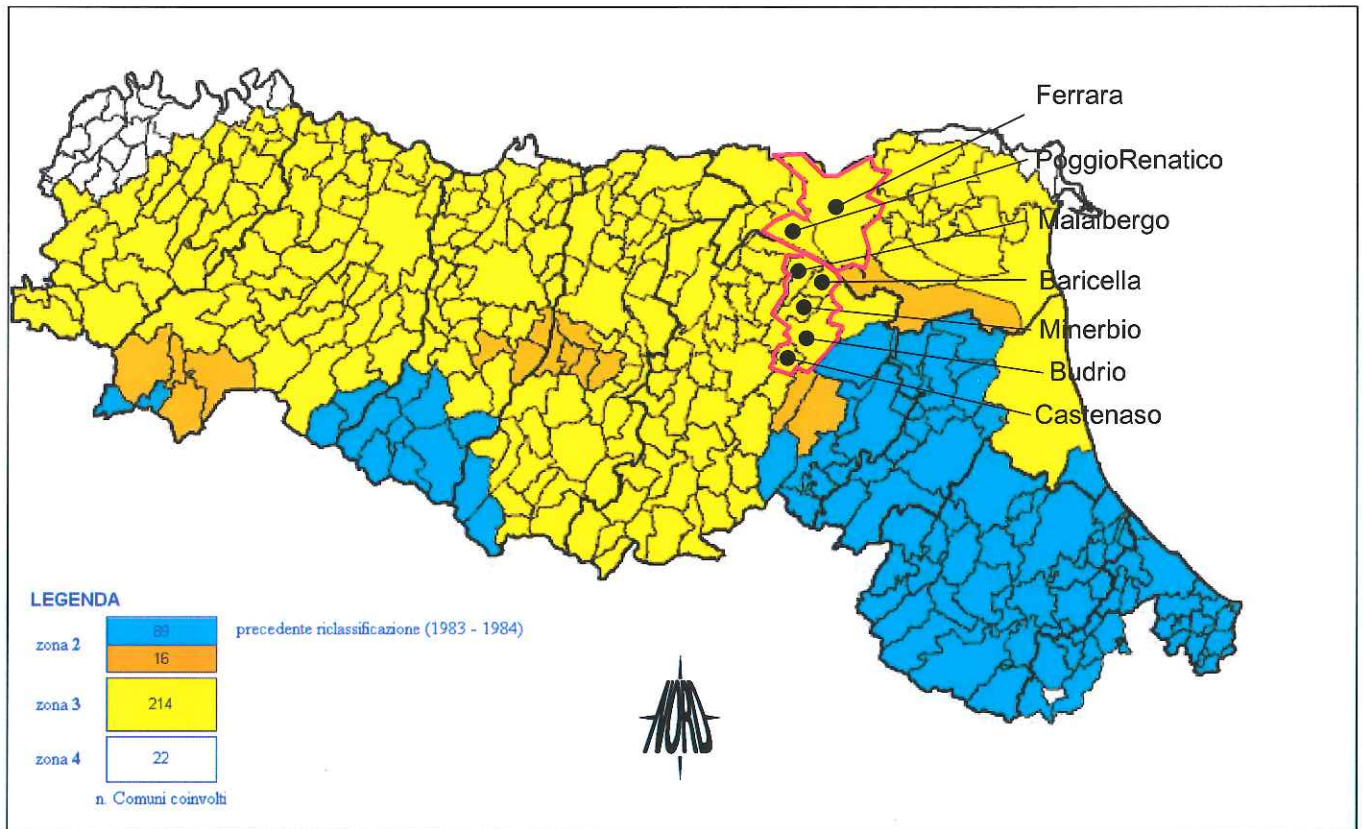 Ferrara
PoggioRenatico
Malalbergo
Baricella
Minerbio
Budrio
Castenaso
LEGENDA
zona 2
89
precedente riclassificazione (1983 - 1984)
16
zona 3
214
zona 4
22
n. Comuni coinvolti
NORD